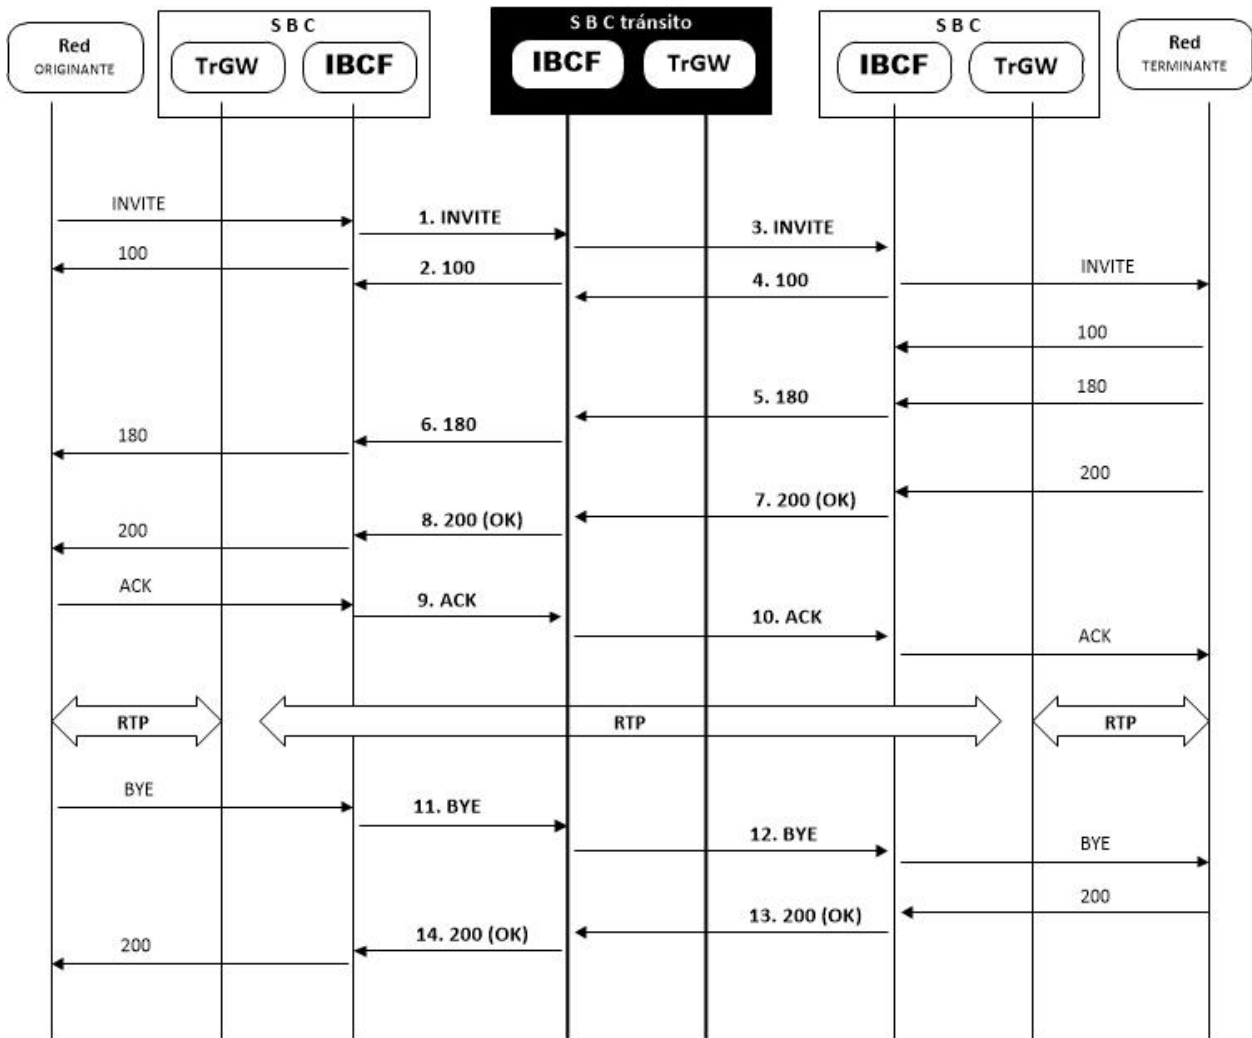 Red
ORIGINANTE
S B C
TrGW
IBCF
S B C tránsito
IBCF
TrGW
S B C
IBCF
TrGW
Red
TERMINANTE
INVITE
1. INVITE
3. INVITE
100
2. 100
4. 100
INVITE
100
180
5. 180
6. 180
180
200
7. 200 (OK)
8. 200 (OK)
200
ACK
9. ACK
10. ACK
ACK
RTP
RTP
RTP
BYE
11. BYE
12. BYE
BYE
200
13. 200 (OK)
14. 200 (OK)
200